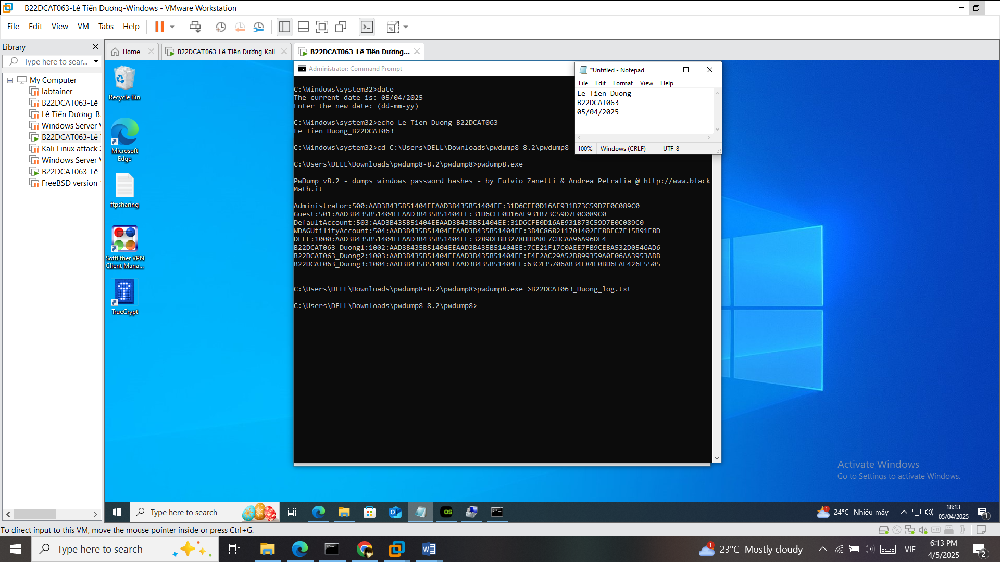 B22DCAT063-Lê Tiến Dương-Windows - VMware Workstation
File Edit View VM Tabs Help
Library
Type here to sear...
My Computer
labtainer
B22DCAT063-Lê
Lê Tiến Dương_B
Windows Server
B22DCAT063-Lê
Kali Linux attack
Windows Server
B22DCAT063-Lê
FreeBSD version
Home
B22DCAT063-Lê Tiến Dương-Kali
B22DCAT063-Lê Tiến Dương...
Recycle Bin
Microsoft
Edge
ftpsharing
SoftEther VPN
Client Mana...
TrueCrypt
Administrator: Command Prompt
C:\Windows\system32>date
The current date is: 05/04/2025
Enter the new date: (dd-mm-yy)
C:\Windows\system32>echo Le Tien Duong_B22DCAT063
Le Tien Duong_B22DCAT063
C:\Windows\system32>cd C:\Users\DELL\Downloads\pwdump8-8.2\pwdump8
C:\Users\DELL\Downloads\pwdump8-8.2\pwdump8>pwdump8.exe
PwDump v8.2 - dumps windows password hashes - by Fulvio Zanetti & Andrea Petralia @ http://www.black
Math.it
Administrator:500:AAD3B435B51404EEAAD3B435B51404EE:31D6CFE0D16AE931B73C59D7E0C089C0
Guest:501:AAD3B435B51404EEAAD3B435B51404EE:31D6CFE0D16AE931B73C59D7E0C089C0
DefaultAccount:503:AAD3B435B51404EEAAD3B435B51404EE:31D6CFE0D16AE931B73C59D7E0C089C0
WDAGUtilityAccount:504:AAD3B435B51404EEAAD3B435B51404EE:3B4C868211701402EE8BFC7F15B91F8D
DELL:1000:AAD3B435B51404EEAAD3B435B51404EE:3289DFBD3278DDBA8E7CDCAA96A96DF4
B22DCAT063_Duong1:1002:AAD3B435B51404EEAAD3B435B51404EE:7CE21F17C0AEE7FB9CEBA532D0546AD6
B22DCAT063_Duong2:1003:AAD3B435B51404EEAAD3B435B51404EE:F4E2AC29A52B899359A0F06AA3953ABB
B22DCAT063_Duong3:1004:AAD3B435B51404EEAAD3B435B51404EE:63C435706AB34E84F0BD6FAF426E5505
C:\Users\DELL\Downloads\pwdump8-8.2\pwdump8>pwdump8.exe >B22DCAT063_Duong_log.txt
C:\Users\DELL\Downloads\pwdump8-8.2\pwdump8>
*Untitled - Notepad
File Edit Format View Help
Le Tien Duong
B22DCAT063
05/04/2025
100% Windows (CRLF) UTF-8
Activate Windows
Go to Settings to activate Windows.
Type here to search
24°C Nhiều mây
18:13
05/04/2025
1
To direct input to this VM, move the mouse pointer inside or press Ctrl+G.
Type here to search
23°C Mostly cloudy
VIE
6:13 PM
4/5/2025
2